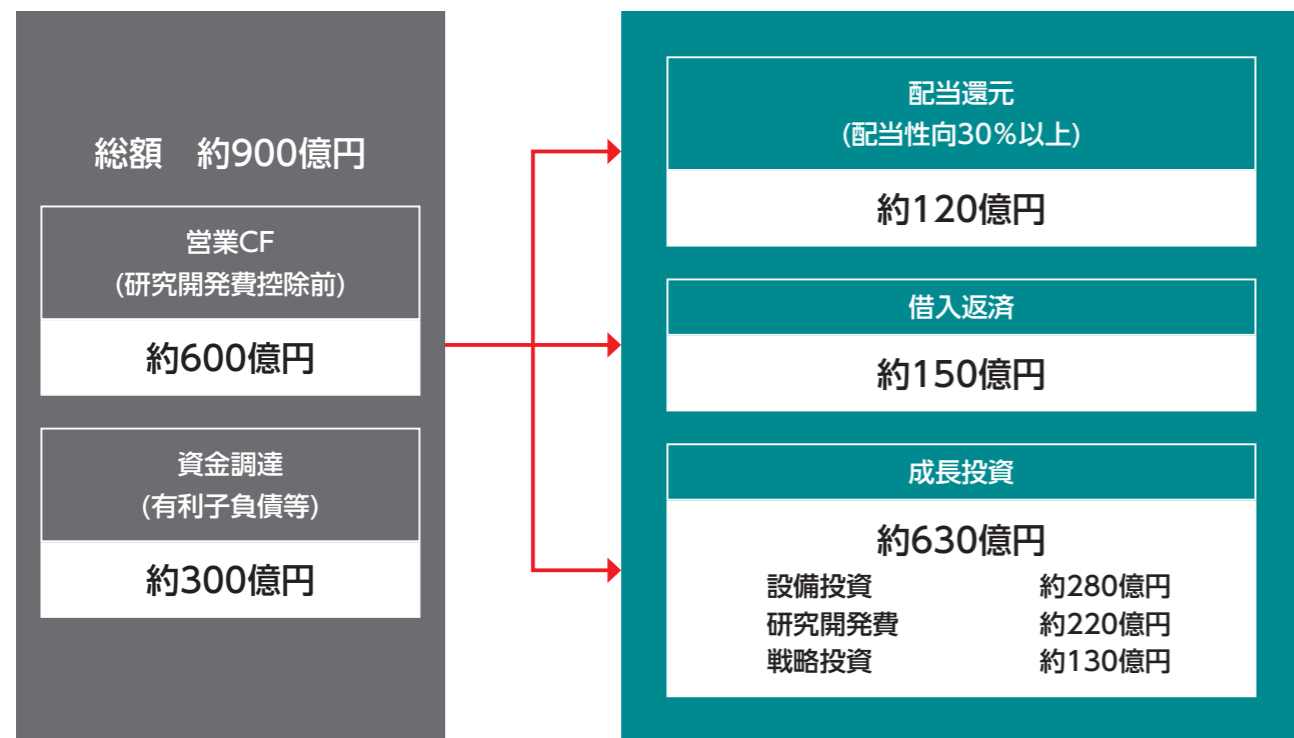 総額　約900億円
営業CF
(研究開発費控除前)
約600億円
資金調達
(有利子負債等)
約300億円
配当還元
(配当性向30％以上)
約120億円
借入返済
約150億円
成長投資
約630億円
設備投資　約280億円
研究開発費　約220億円
戦略投資　約130億円